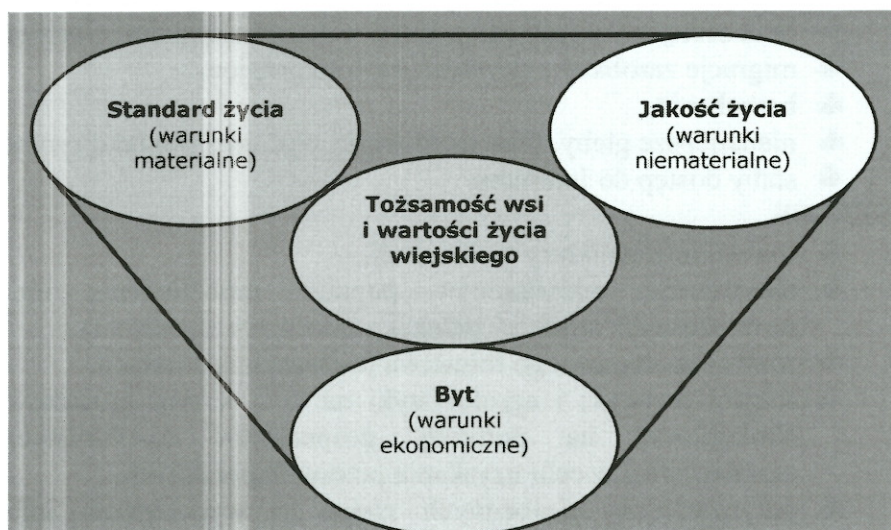 Standard życia
(warunki
materialne)
Jakość życia
(warunki
niematerialne)
Tożsamość wsi
i wartości życia
wiejskiego
Byt
(warunki
ekonomiczne)